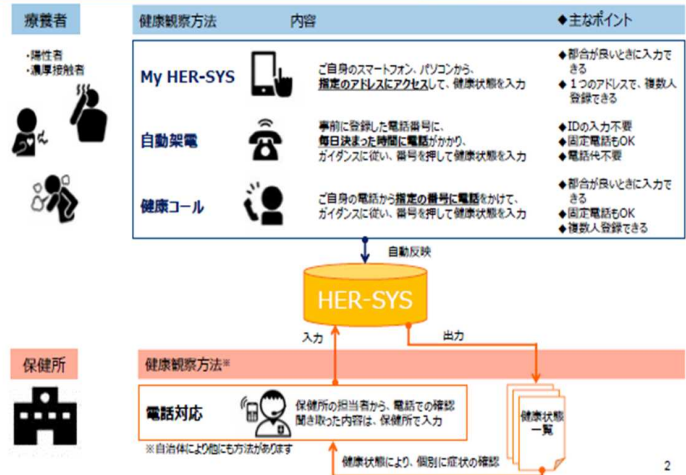 療養者
健康観察方法
内容
◆主なポイント
・陽性者
・濃厚接触者
My HER-SYS
ご自身のスマートフォン、パソコンから、
指定のアドレスにアクセスして、健康状態を入力
◆都合が良いときに入力で
きる
◆1つのアドレスで、複数人
登録できる
自動架電
事前に登録した電話番号に、
毎日決まった時間に電話がかかり、
ガイダンスに従い、番号を押して健康状態を入力
◆IDの入力不要
◆固定電話もOK
◆電話代不要
健康コール
ご自身の電話から指定の番号に電話をかけて、
ガイダンスに従い、番号を押して健康状態を入力
◆都合が良いときに入力で
きる
◆固定電話もOK
◆複数人登録できる
自動反映
HER-SYS
入力
出力
保健所
健康観察方法※
電話対応
保健所の担当者から、電話での確認
聞き取った内容は、保健所で入力
健康状態
一覧
※自治体により他にも方法があります
健康状態により、個別に症状の確認
2